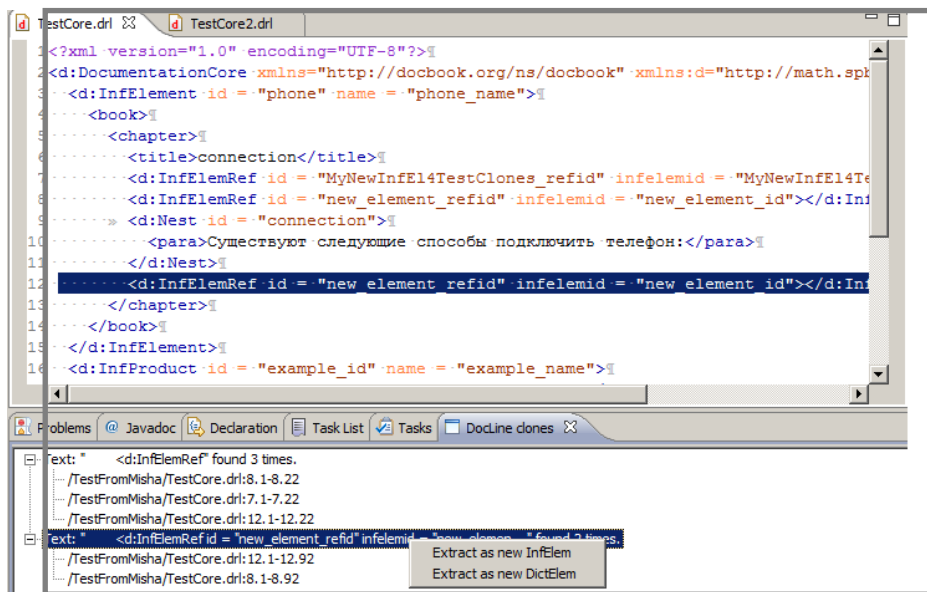 TestCore.drl TestCore2.drl
1 <?xml version="1.0" encoding="UTF-8"?>¶
2 <d:DocumentationCore xmlns="http://docbook.org/ns/docbook" xmlns:d="http://math.spb
3 ··<d:InfElement·id·=·"phone"·name·=·"phone_name">¶
4 ····<book>¶
5 ······<chapter>¶
6 ········<title>connection</title>¶
7 ········<d:InfElemRef·id·=·"MyNewInfEl4TestClones_refid"·infelemid·=·"MyNewInfEl4Te
8 ········<d:InfElemRef·id·=·"new_element_refid"·infelemid·=·"new_element_id"></d:Inf
9 ······» <d:Nest·id·=·"connection">¶
10 ··········<para>Существуют·следующие·способы·подключить·телефон:</para>¶
11 ········</d:Nest>¶
12 ········<d:InfElemRef·id·=·"new_element_refid"·infelemid·=·"new_element_id"></d:Inf
13 ······</chapter>¶
14 ····</book>¶
15 ··</d:InfElement>¶
16 ··<d:InfProduct·id·=·"example_id"·name·=·"example_name">¶
Problems @ Javadoc Declaration Task List Tasks DocLine clones
Text: " <d:InfElemRef" found 3 times.
/TestFromMisha/TestCore.drl:8.1-8.22
/TestFromMisha/TestCore.drl:7.1-7.22
/TestFromMisha/TestCore.drl:12.1-12.22
Text: " <d:InfElemRef id = "new_element_refid" infelemid = "new_elemen..." found 2 times.
/TestFromMisha/TestCore.drl:12.1-12.92
/TestFromMisha/TestCore.drl:8.1-8.92
Extract as new InfElem
Extract as new DictElem